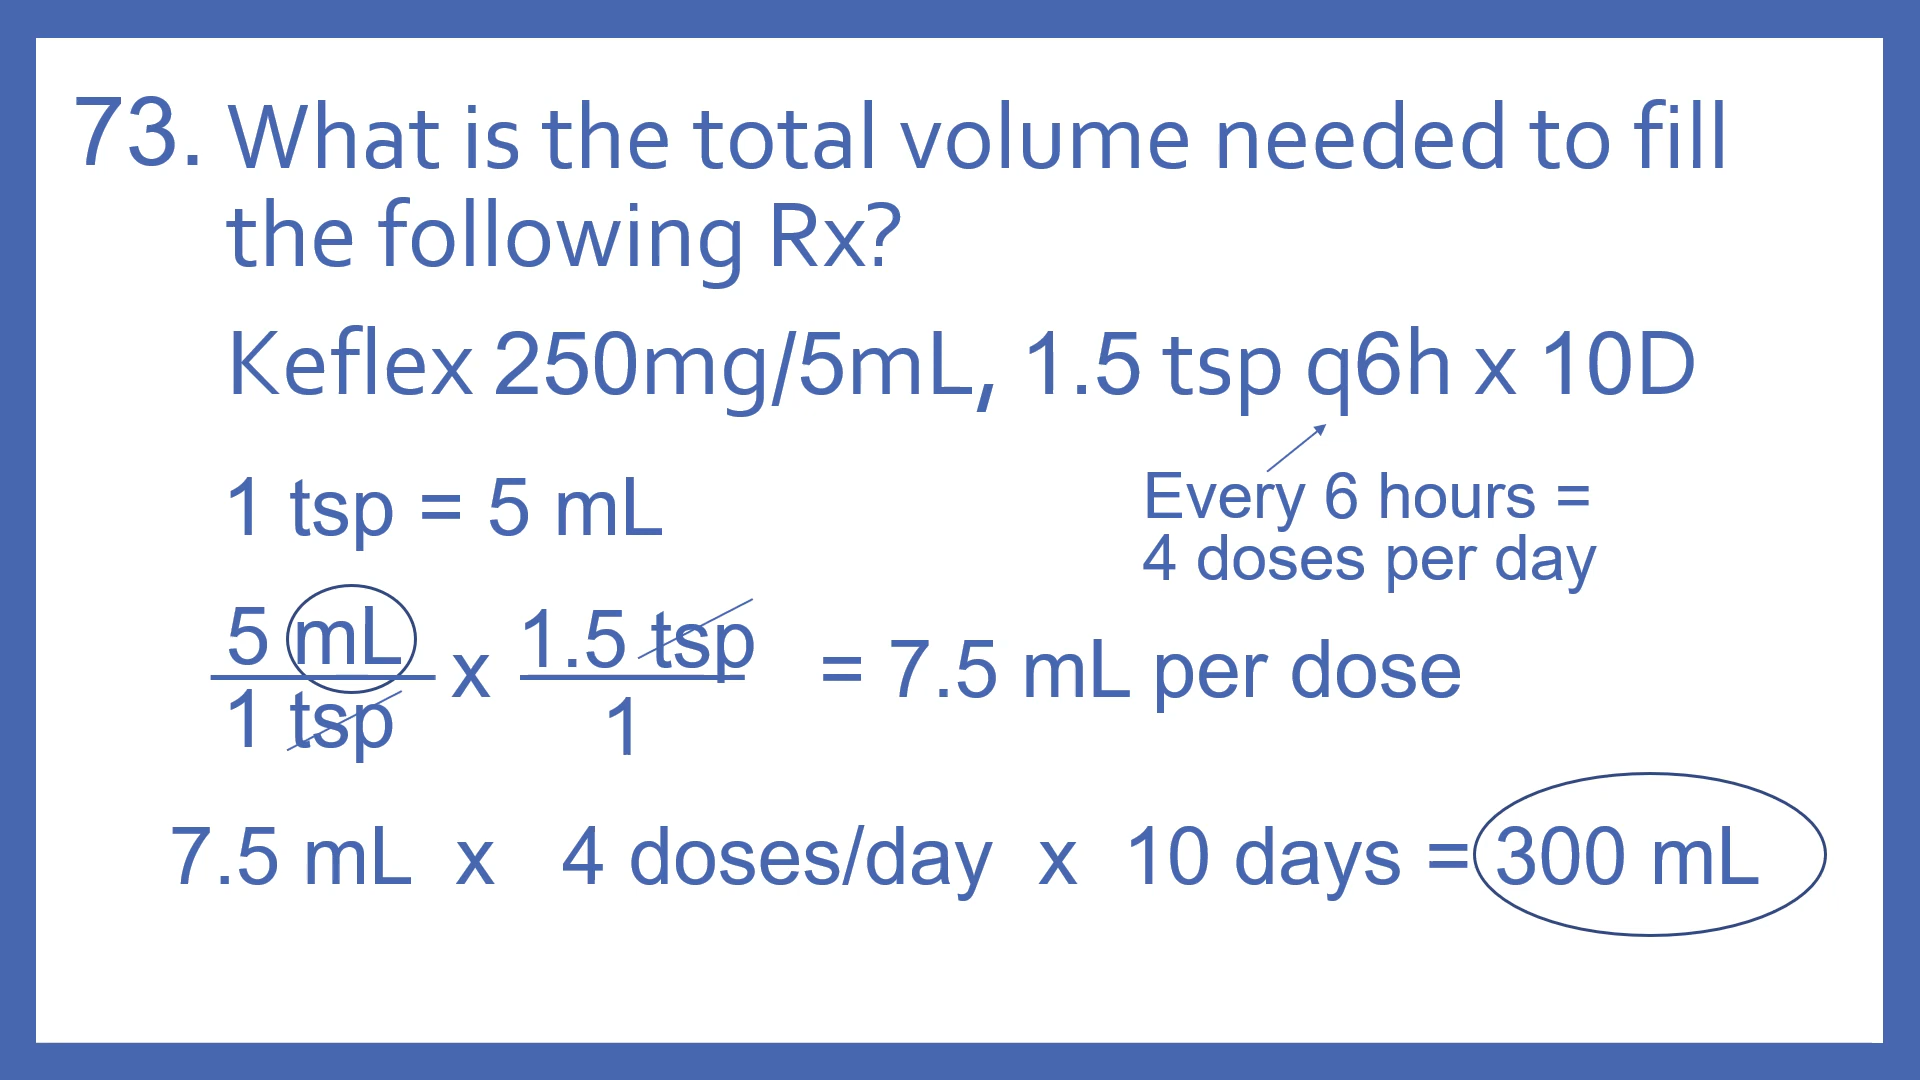 73. What is the total volume needed to fill
the following Rx?
Keflex 250mg/5mL, 1.5 tsp q6h x 10D
1 tsp = 5 mL
Every 6 hours =
4 doses per day
5 mL x 1.5 tsp = 7.5 mL per dose
1 tsp 1
7.5 mL x 4 doses/day x 10 days = 300 mL